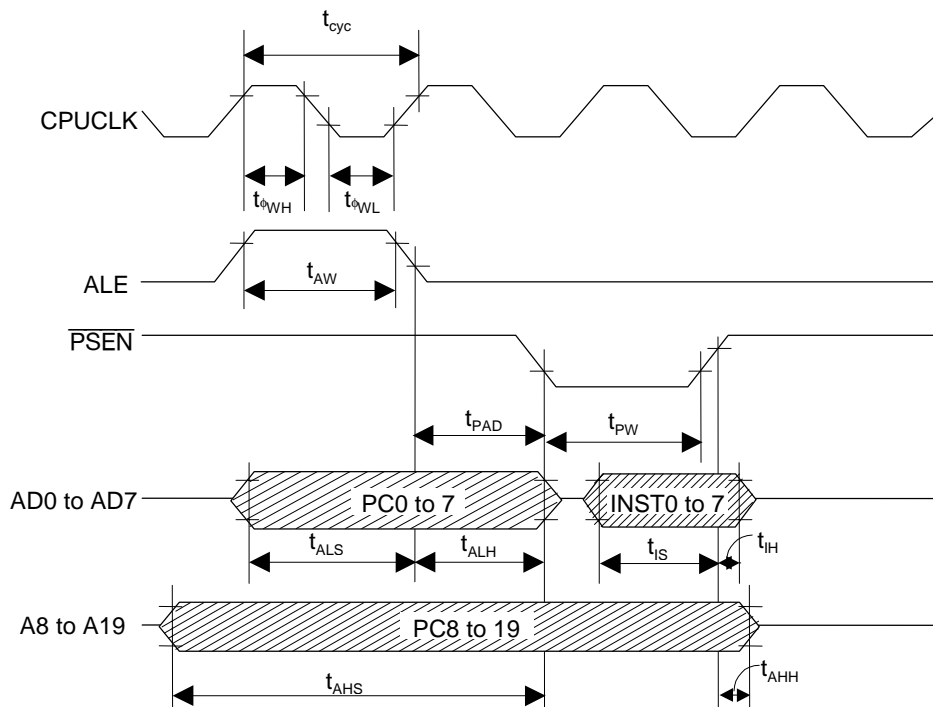 tcyc
CPUCLK
tϕWH
tϕWL
ALE
tAW
PSEN
tPAD
tPW
AD0 to AD7
PC0 to 7
INST0 to 7
tALS
tALH
tIS
tIH
A8 to A19
PC8 to 19
tAHS
tAHH